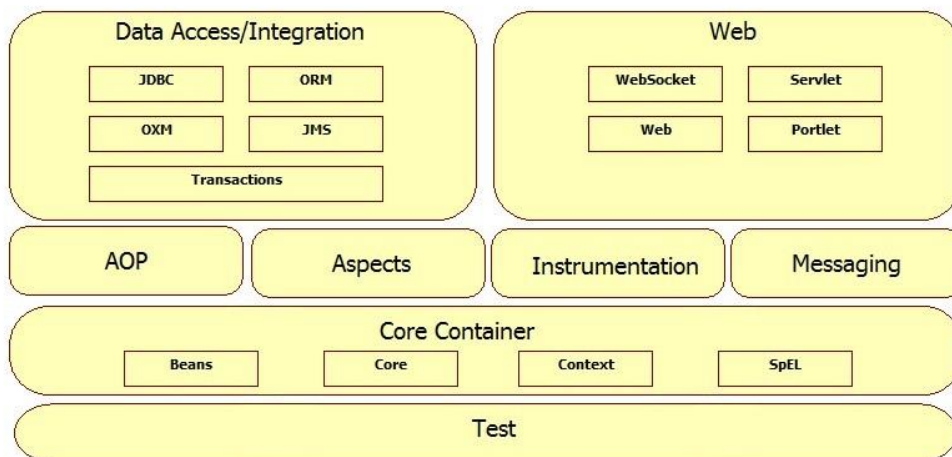 Data Access/Integration
JDBC
ORM
OXM
JMS
Transactions
Web
WebSocket
Servlet
Web
Portlet
AOP
Aspects
Instrumentation
Messaging
Core Container
Beans
Core
Context
SpEL
Test